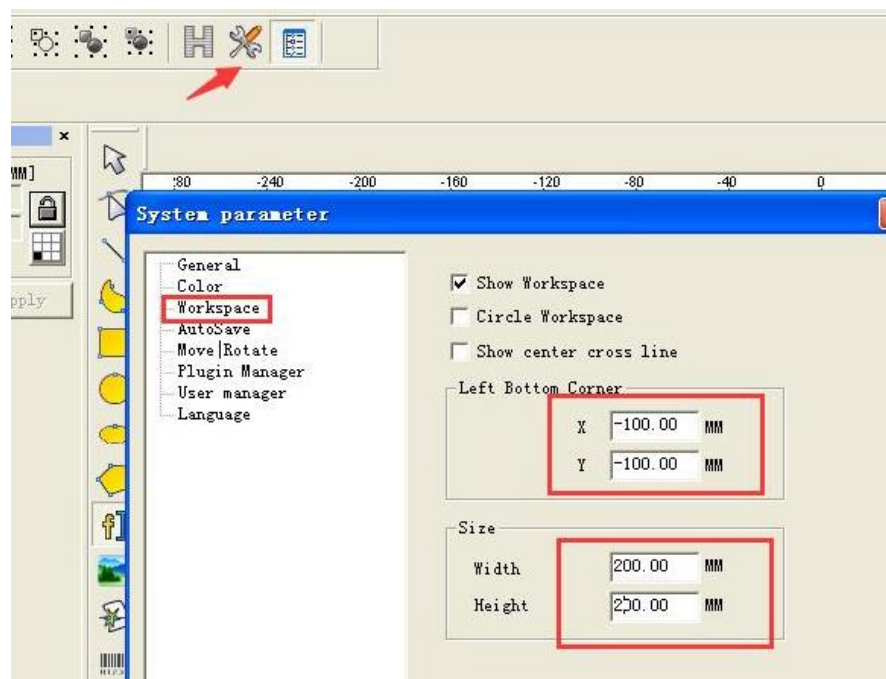 ×
MM]
-240
-200
-160
-120
-80
-40
0
System parameter
General
Color
Workspace
AutoSave
Move|Rotate
Plugin Manager
User manager
Language
Show Workspace
Circle Workspace
Show center cross line
Left Bottom Corner
X -100.00 MM
Y -100.00 MM
Size
Width 200.00 MM
Height 200.00 MM